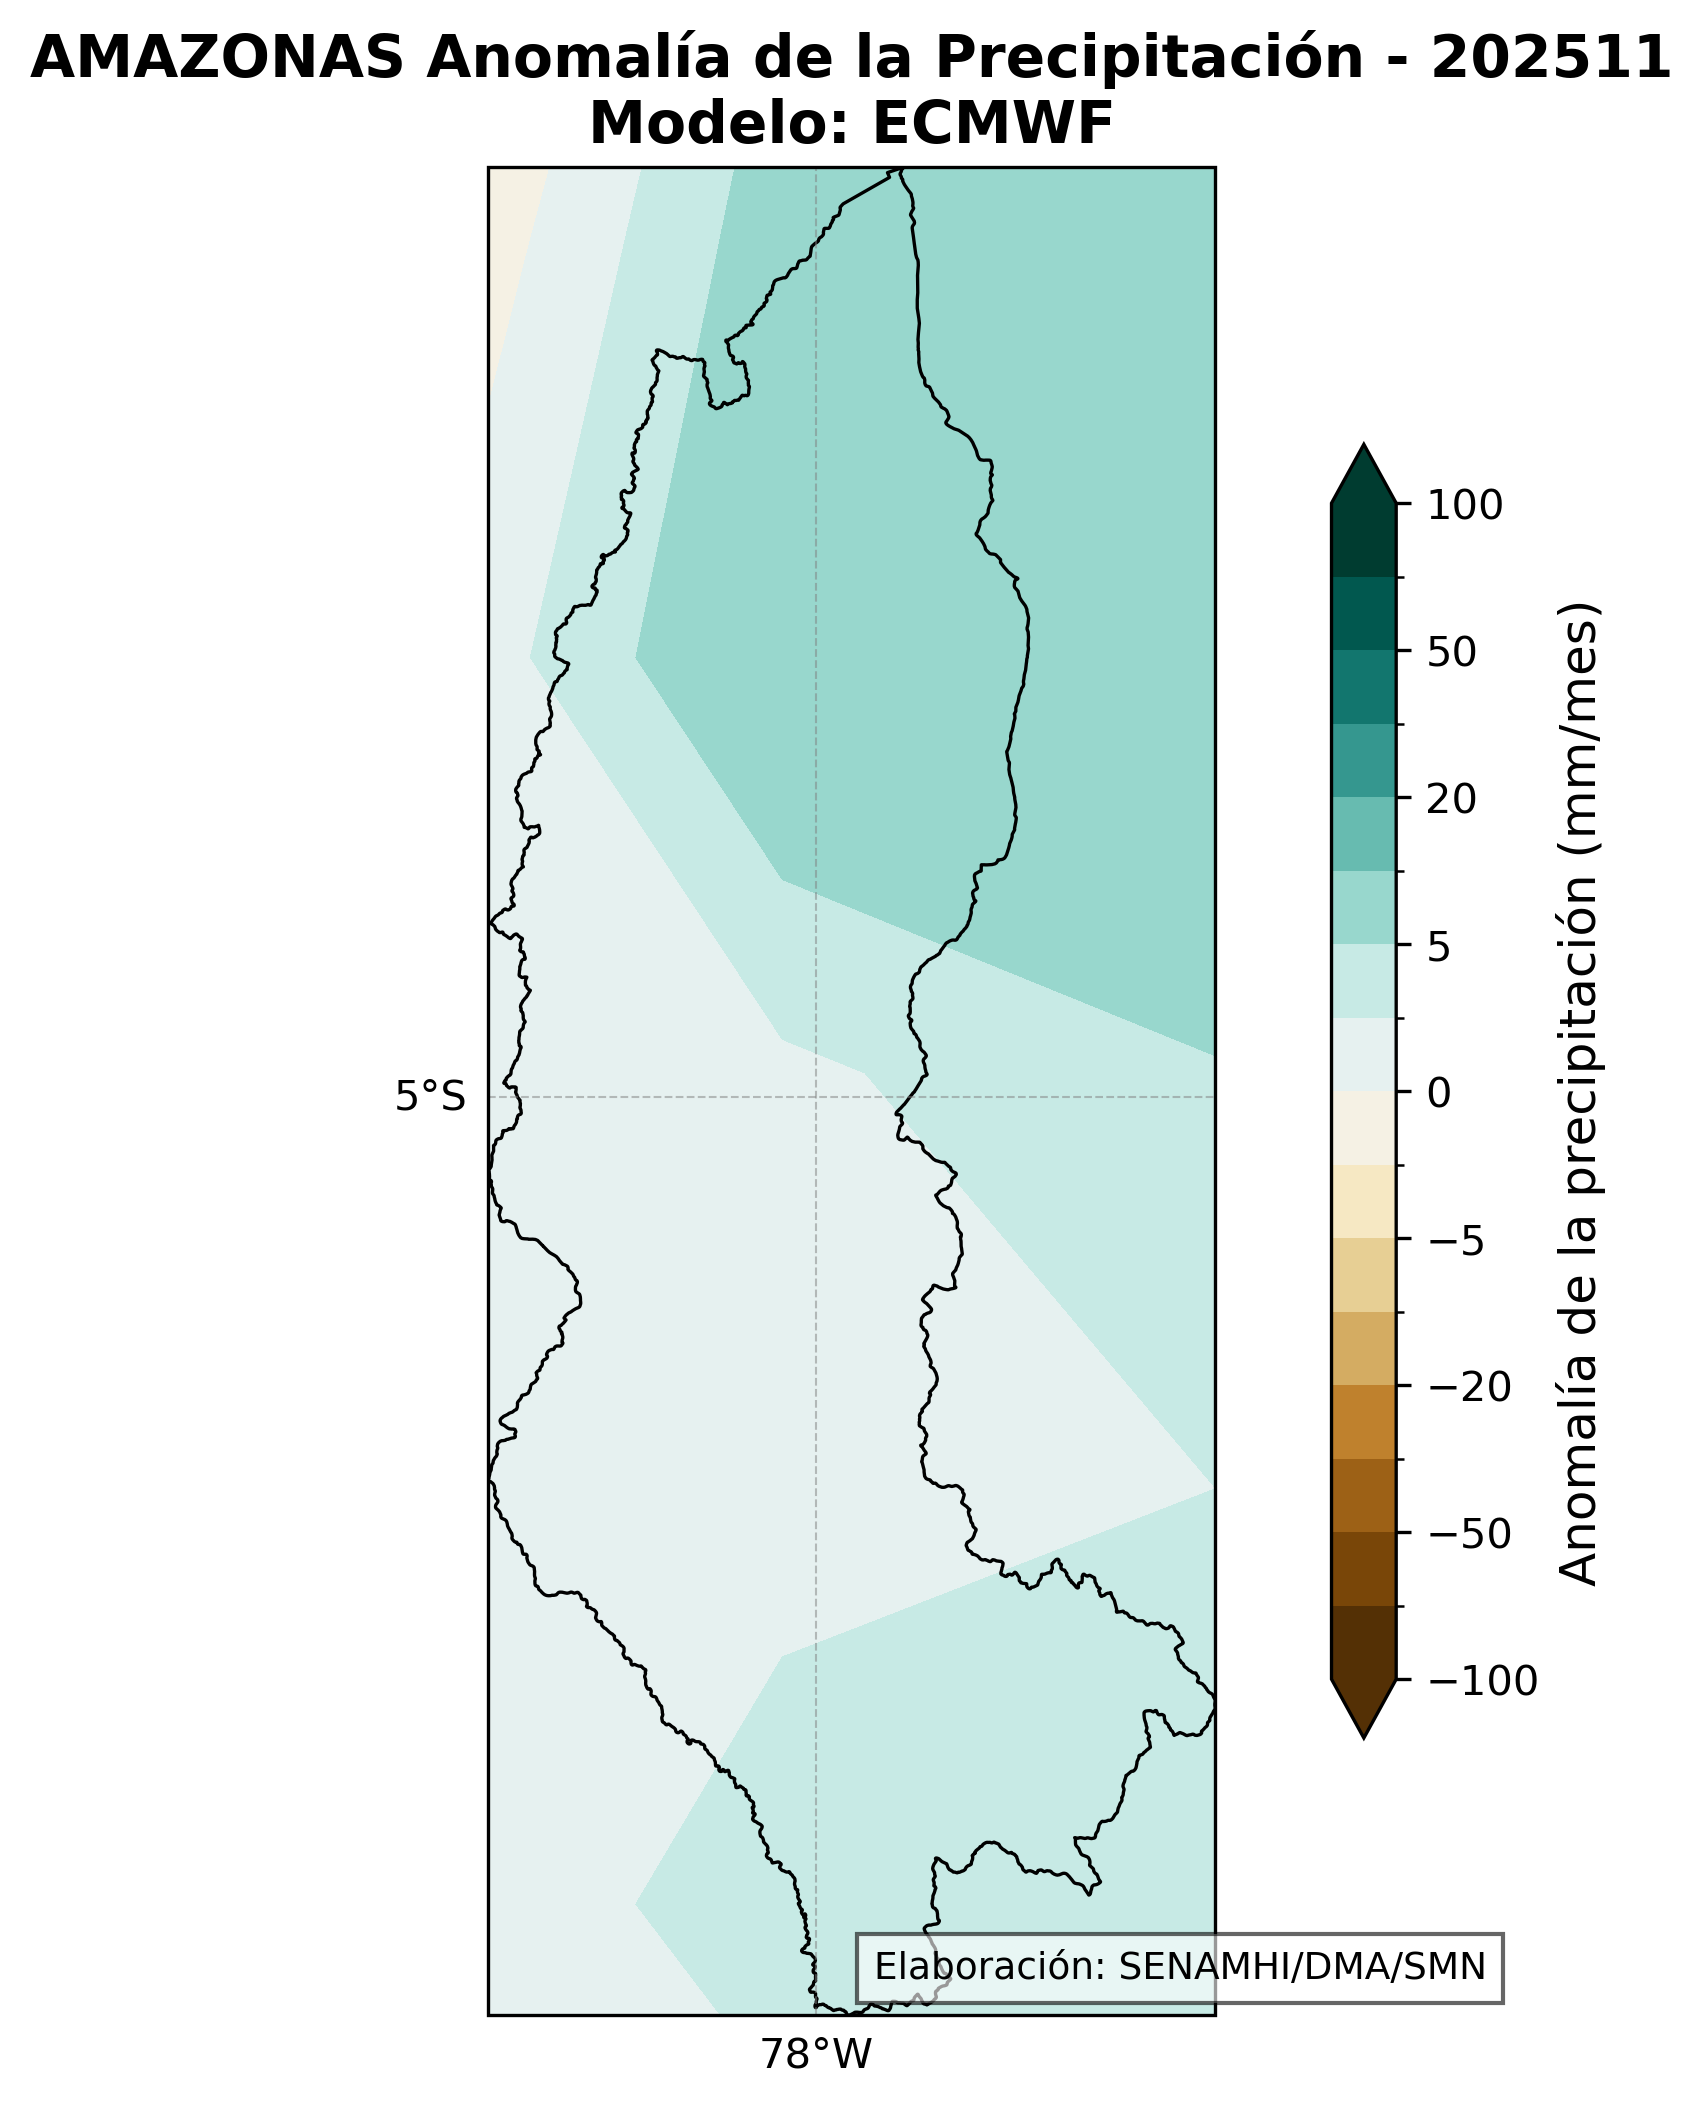 AMAZONAS Anomalía de la Precipitación - 202511
Modelo: ECMWF
100
50
20
5
0
−5
−20
−50
−100
Anomalía de la precipitación (mm/mes)
5°S
78°W
Elaboración: SENAMHI/DMA/SMN